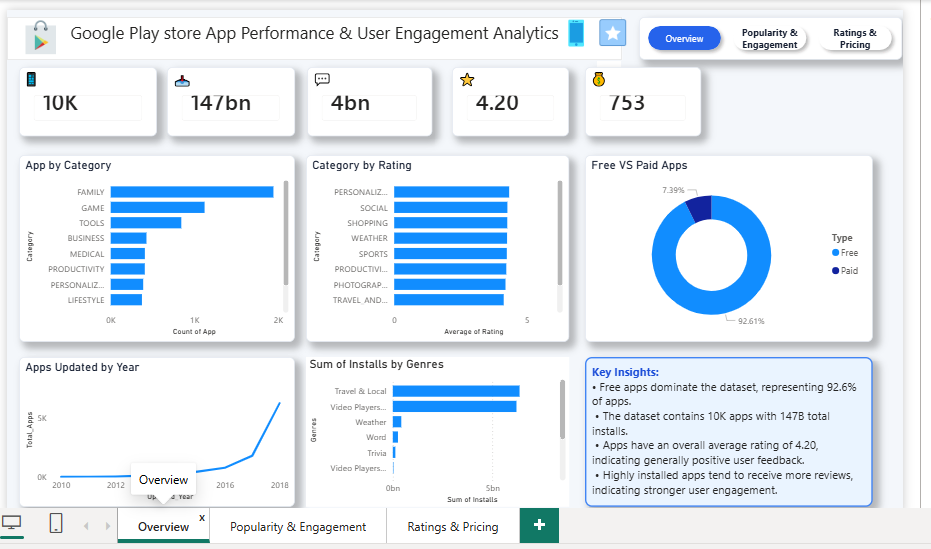 Google Play store App Performance & User Engagement Analytics
Overview
Popularity &
Engagement
Ratings &
Pricing
10K
147bn
4bn
4.20
753
App by Category
Category
FAMILY
GAME
TOOLS
BUSINESS
MEDICAL
PRODUCTIVITY
PERSONALIZ...
LIFESTYLE
0K
1K
2K
Count of App
Category by Rating
Category
PERSONALIZ...
SOCIAL
SHOPPING
WEATHER
SPORTS
PRODUCTIVI...
PHOTOGRAP...
TRAVEL_AND...
0
5
Average of Rating
Free VS Paid Apps
7.39%
92.61%
Type
Free
Paid
Apps Updated by Year
Total_Apps
5K
0K
2010
2012
2016
2018
Year
Sum of Installs by Genres
Genres
Travel & Local
Video Players...
Weather
Word
Trivia
Video Players...
0bn
5bn
Sum of Installs
Key Insights:
• Free apps dominate the dataset, representing 92.6%
of apps.
• The dataset contains 10K apps with 147B total
installs.
• Apps have an overall average rating of 4.20,
indicating generally positive user feedback.
• Highly installed apps tend to receive more reviews,
indicating stronger user engagement.
Overview
Overview
x
Popularity & Engagement
Ratings & Pricing
+